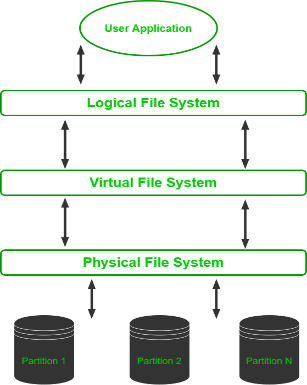 User Application
Logical File System
Virtual File System
Physical File System
Partition 1
Partition 2
Partition N